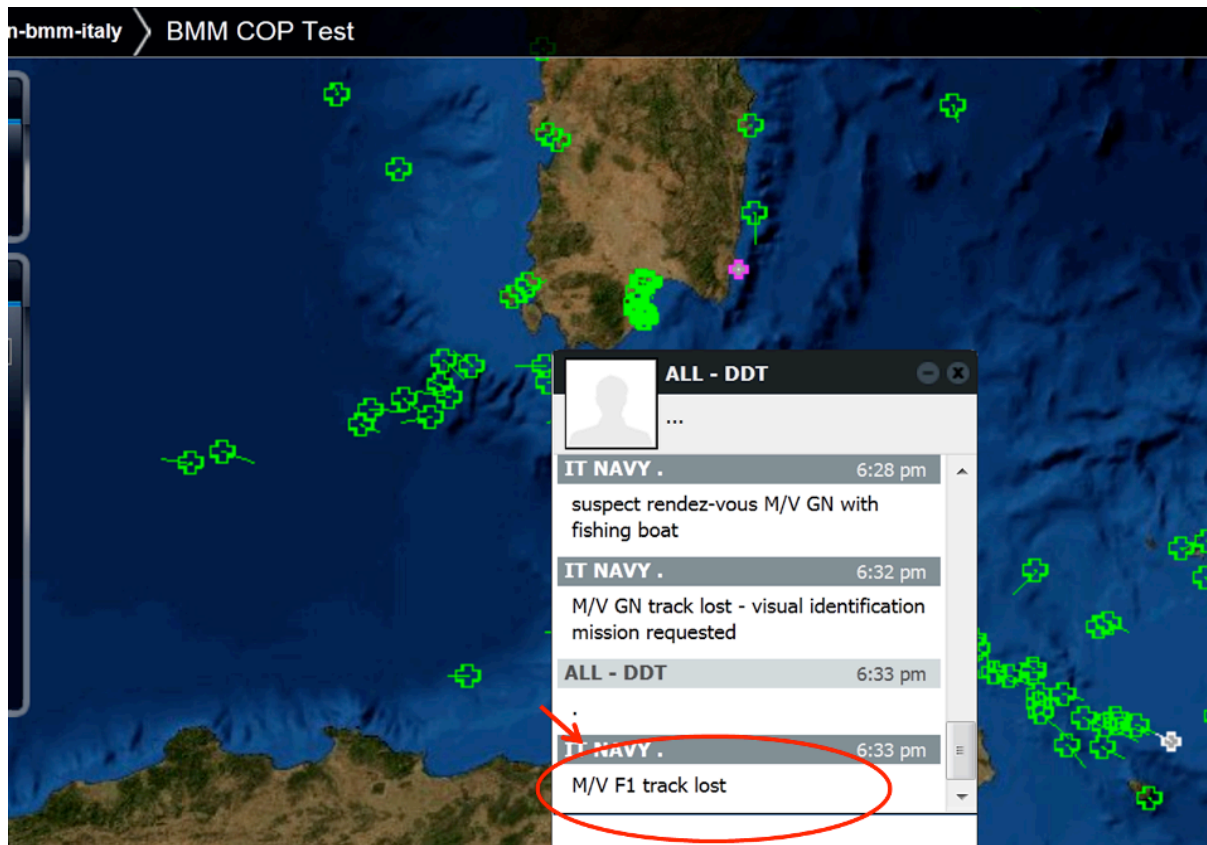 n-bmm-italy BMM COP Test
ALL - DDT
...
IT NAVY . 6:28 pm
suspect rendez-vous M/V GN with
fishing boat
IT NAVY . 6:32 pm
M/V GN track lost - visual identification
mission requested
ALL - DDT 6:33 pm
.
IT NAVY . 6:33 pm
M/V F1 track lost